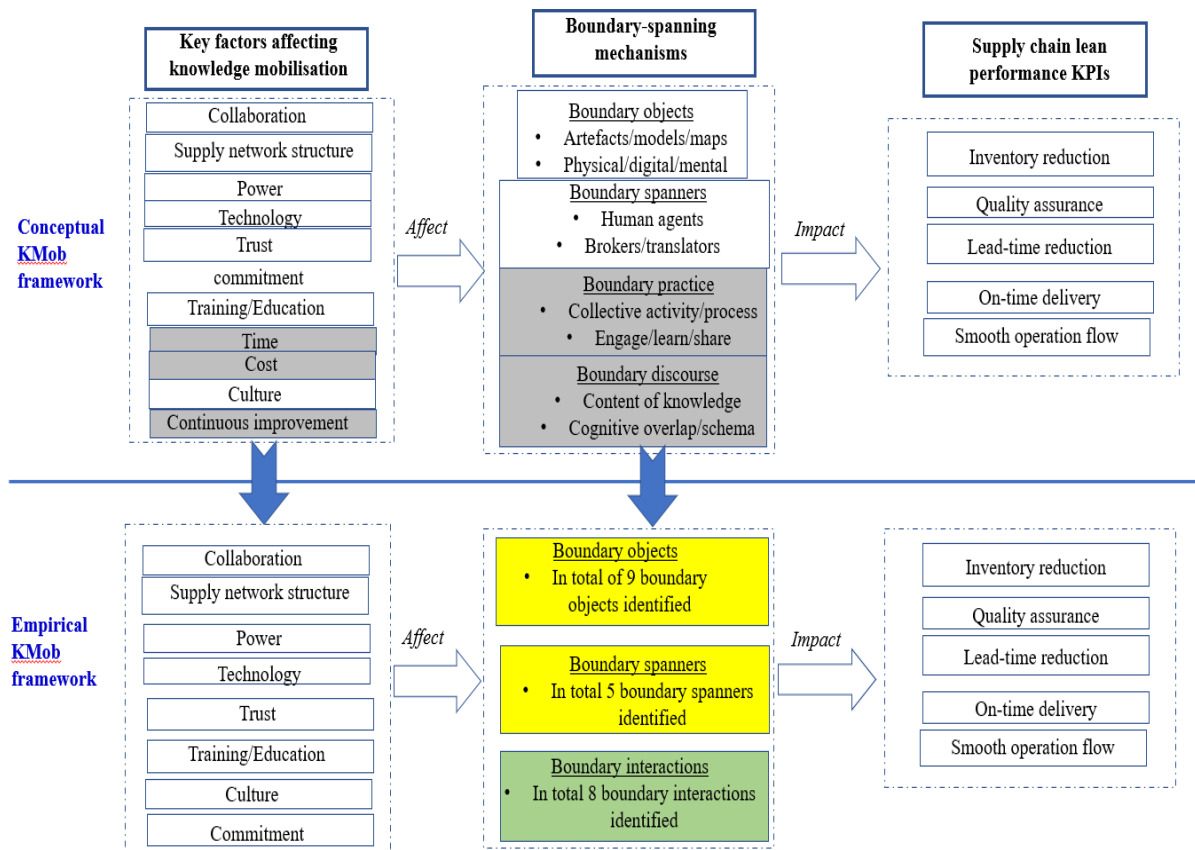 Key factors affecting
knowledge mobilisation
Boundary-spanning
mechanisms
Supply chain lean
performance KPIs
Conceptual
KMob
framework
Collaboration
Supply network structure
Power
Technology
Trust
commitment
Training/Education
Time
Cost
Culture
Continuous improvement
Affect
Boundary objects
• Artefacts/models/maps
• Physical/digital/mental
Boundary spanners
• Human agents
• Brokers/translators
Boundary practice
• Collective activity/process
• Engage/learn/share
Boundary discourse
• Content of knowledge
• Cognitive overlap/schema
Impact
Inventory reduction
Quality assurance
Lead-time reduction
On-time delivery
Smooth operation flow
Empirical
KMob
framework
Collaboration
Supply network structure
Power
Technology
Trust
Training/Education
Culture
Commitment
Affect
Boundary objects
• In total of 9 boundary
objects identified
Boundary spanners
• In total 5 boundary spanners
identified
Boundary interactions
• In total 8 boundary interactions
identified
Impact
Inventory reduction
Quality assurance
Lead-time reduction
On-time delivery
Smooth operation flow